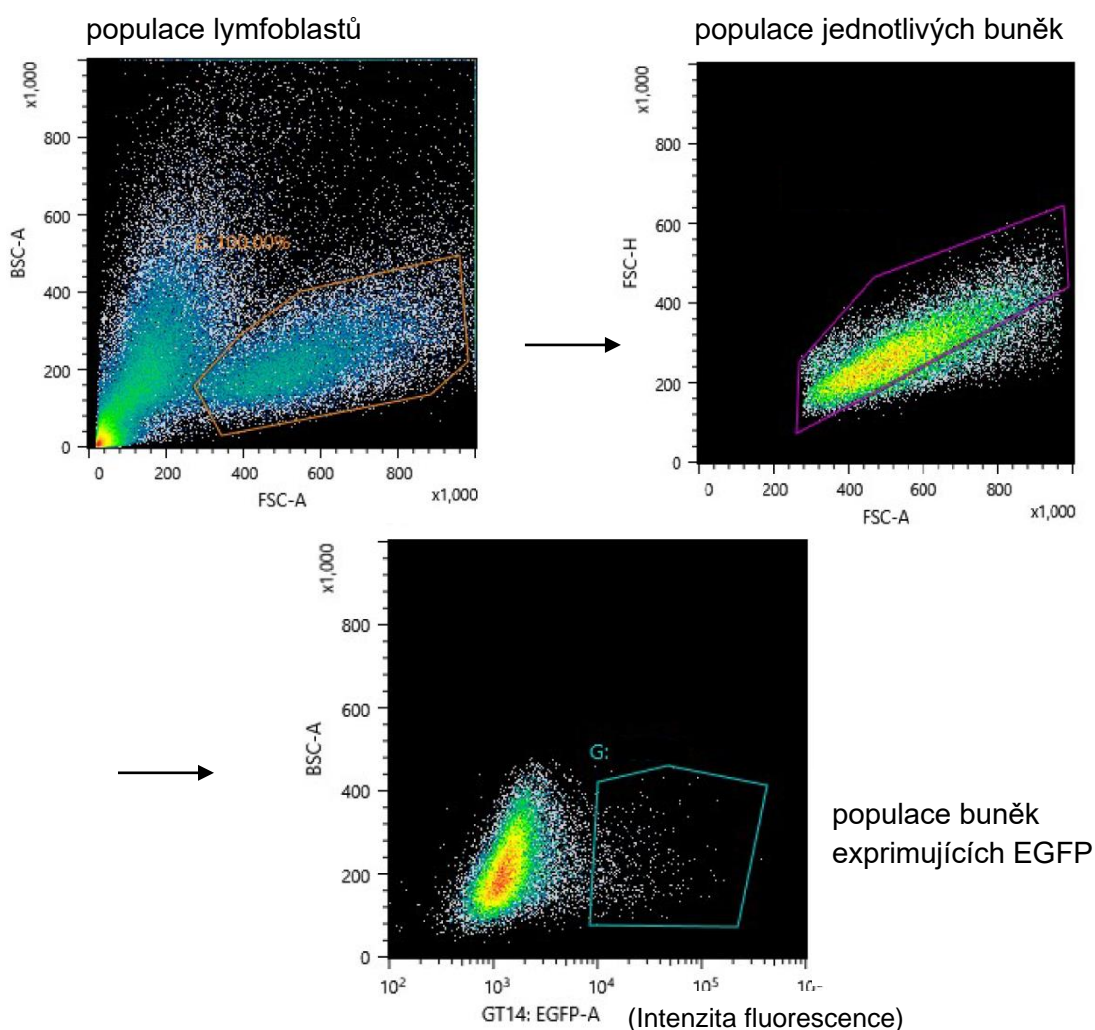 populace lymfoblastů
populace jednotlivých buněk
x1,000
800
600
400
200
0
BSC-A
100.00%
0 200 400 600 800
x1,000
FSC-A
x1,000
800
600
400
200
0
FSC-H
0 200 400 600 800
x1,000
FSC-A
x1,000
800
600
400
200
0
BSC-A
G:
populace buněk
exprimujících EGFP
10² 10³ 10⁴ 10⁵
GT14: EGFP-A (Intenzita fluorescence)